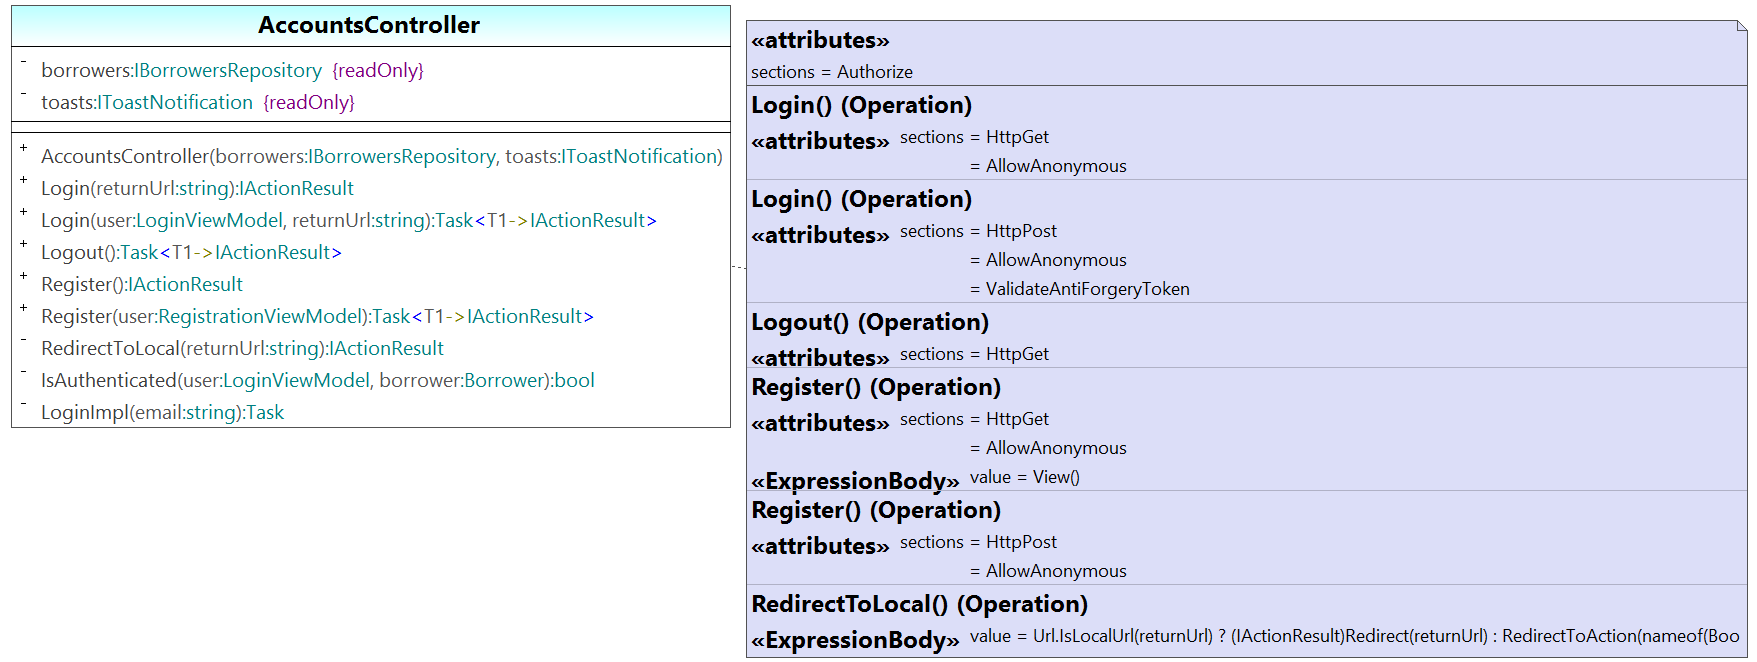 AccountsController
- borrowers:IBorrowersRepository {readOnly}
- toasts:IToastNotification {readOnly}
+ AccountsController(borrowers:IBorrowersRepository, toasts:IToastNotification)
+ Login(returnUrl:string):IActionResult
+ Login(user:LoginViewModel, returnUrl:string):Task<T1->IActionResult>
+ Logout():Task<T1->IActionResult>
+ Register():IActionResult
+ Register(user:RegistrationViewModel):Task<T1->IActionResult>
- RedirectToLocal(returnUrl:string):IActionResult
- IsAuthenticated(user:LoginViewModel, borrower:Borrower):bool
- LoginImpl(email:string):Task
«attributes»
sections = Authorize
Login() (Operation)
«attributes» sections = HttpGet
= AllowAnonymous
Login() (Operation)
«attributes» sections = HttpPost
= AllowAnonymous
= ValidateAntiForgeryToken
Logout() (Operation)
«attributes» sections = HttpGet
Register() (Operation)
«attributes» sections = HttpGet
= AllowAnonymous
«ExpressionBody» value = View()
Register() (Operation)
«attributes» sections = HttpPost
= AllowAnonymous
RedirectToLocal() (Operation)
«ExpressionBody» value = Url.IsLocalUrl(returnUrl) ? (IActionResult)Redirect(returnUrl) : RedirectToAction(nameof(Boo